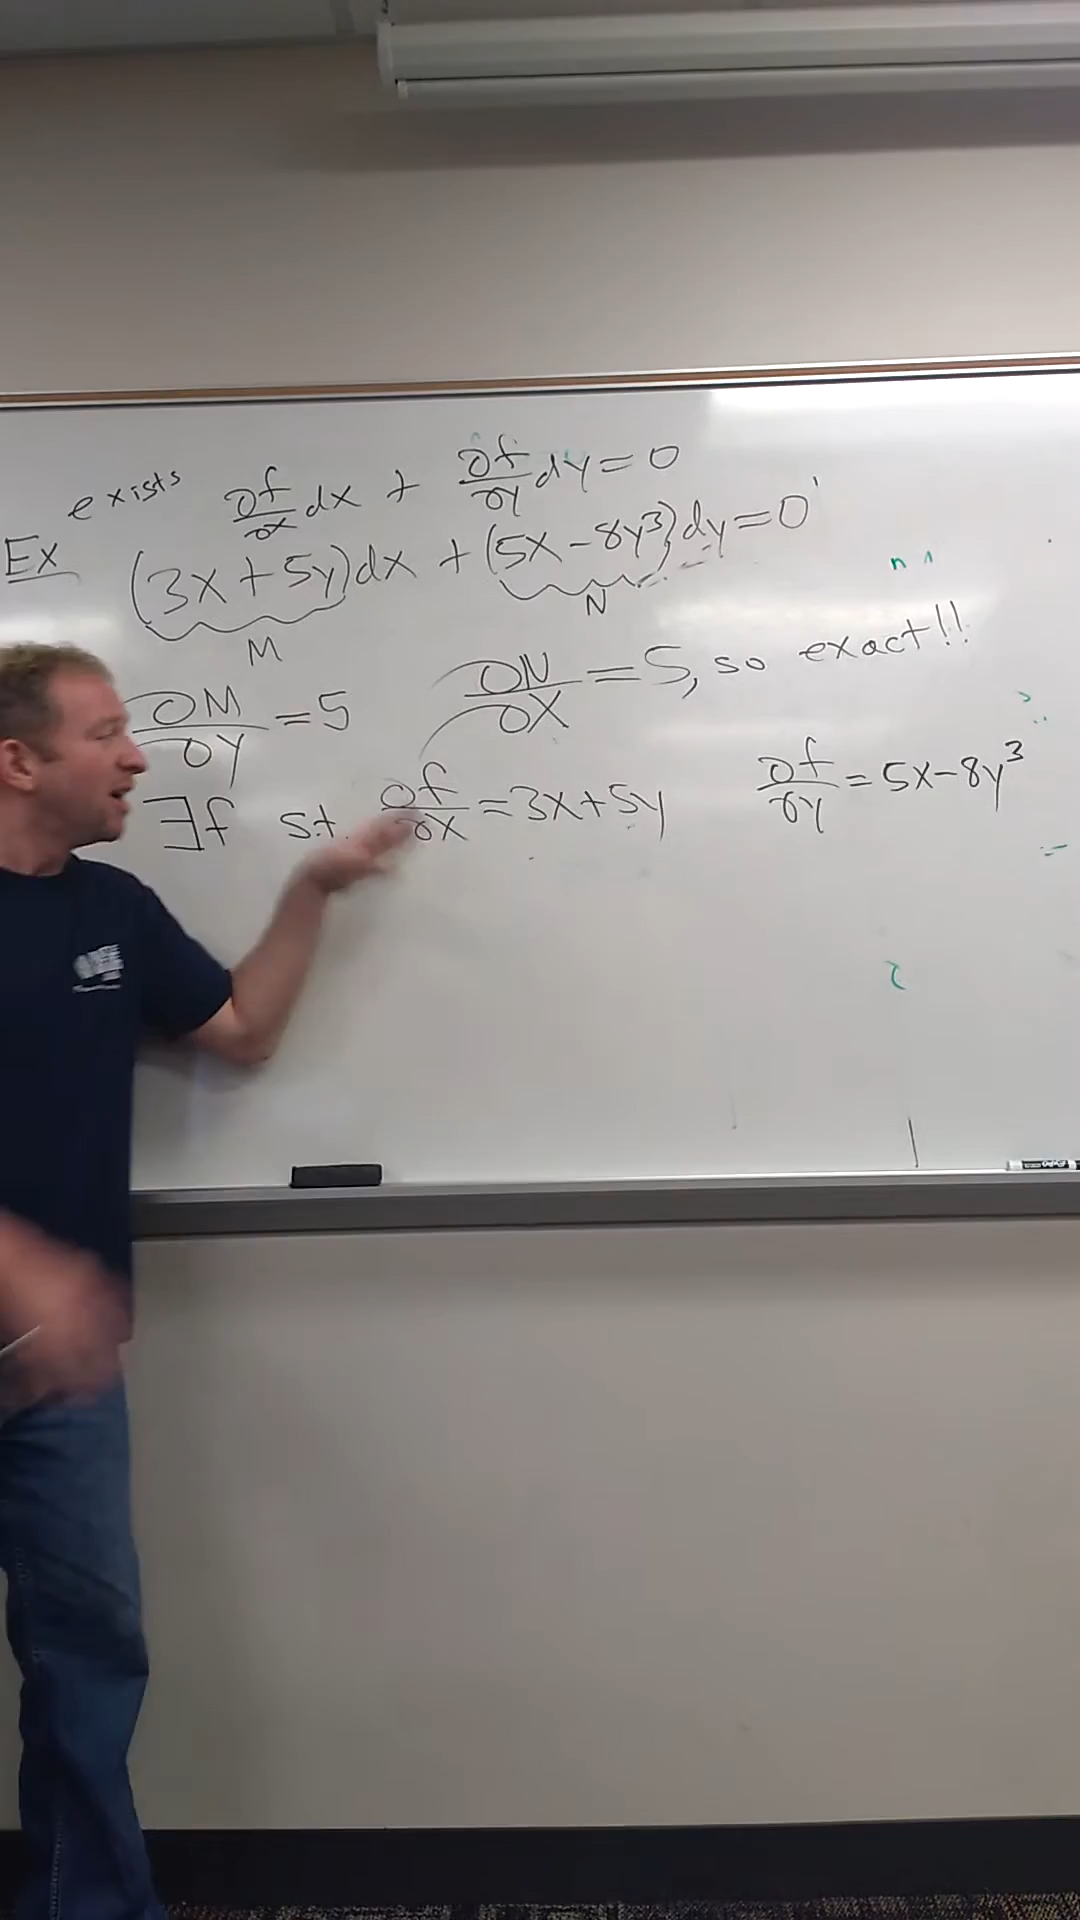 exists ∂f/∂x dx + ∂f/∂y dy = 0
Ex (3x + 5y)dx + (5x - 8y³)dy = 0
M N
∂M/∂y = 5 ∂N/∂x = 5, so exact!!
∃f st. ∂f/∂x = 3x + 5y ∂f/∂y = 5x - 8y³